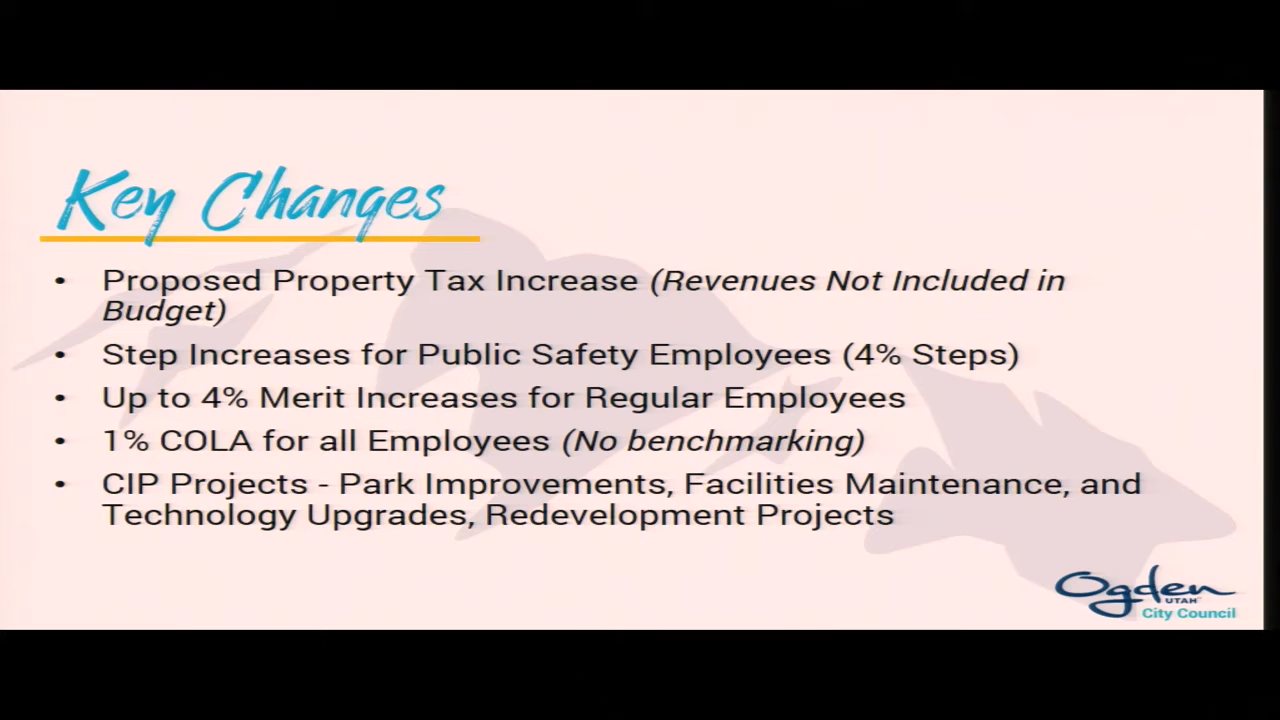 Key Changes
• Proposed Property Tax Increase (Revenues Not Included in
Budget)
• Step Increases for Public Safety Employees (4% Steps)
• Up to 4% Merit Increases for Regular Employees
• 1% COLA for all Employees (No benchmarking)
• CIP Projects - Park Improvements, Facilities Maintenance, and
Technology Upgrades, Redevelopment Projects
Ogden
UTAH
City Council